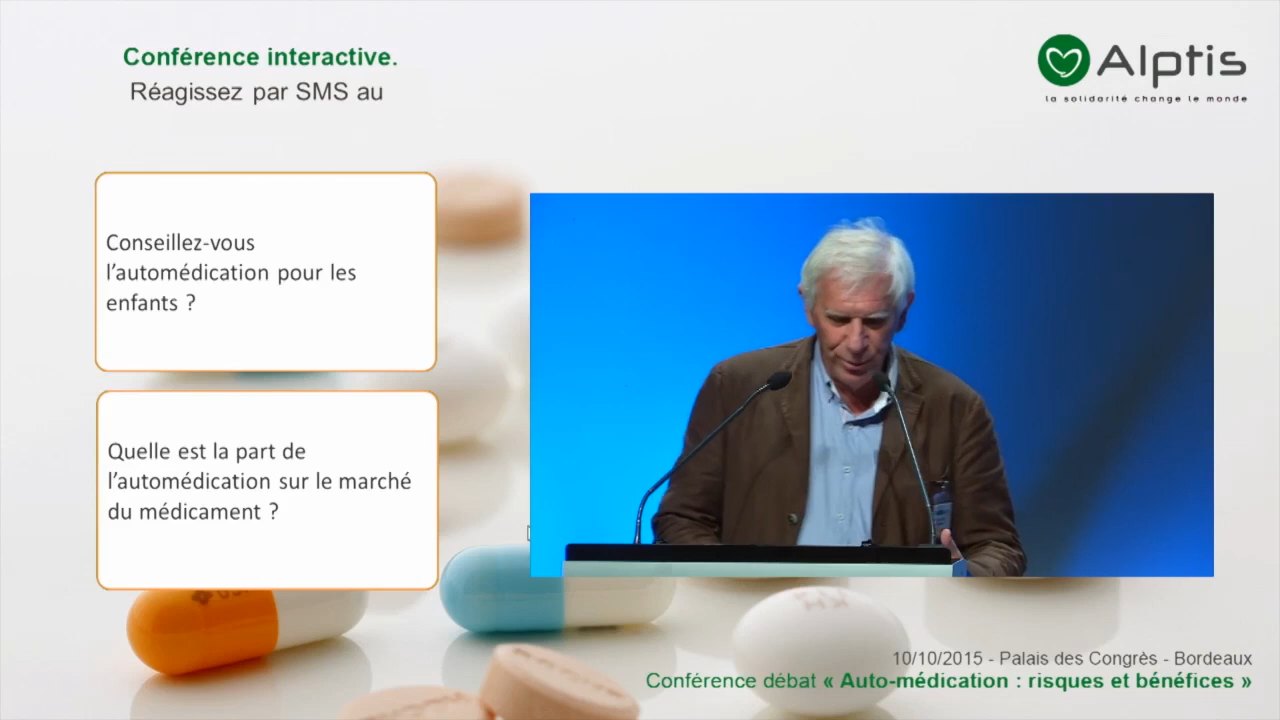 Conférence interactive.
Réagissez par SMS au
Alptis
la solidarité change le monde
Conseillez-vous
l'automédication pour les
enfants ?
Quelle est la part de
l'automédication sur le marché
du médicament ?
10/10/2015 - Palais des Congrès - Bordeaux
Conférence débat « Auto-médication : risques et bénéfices »